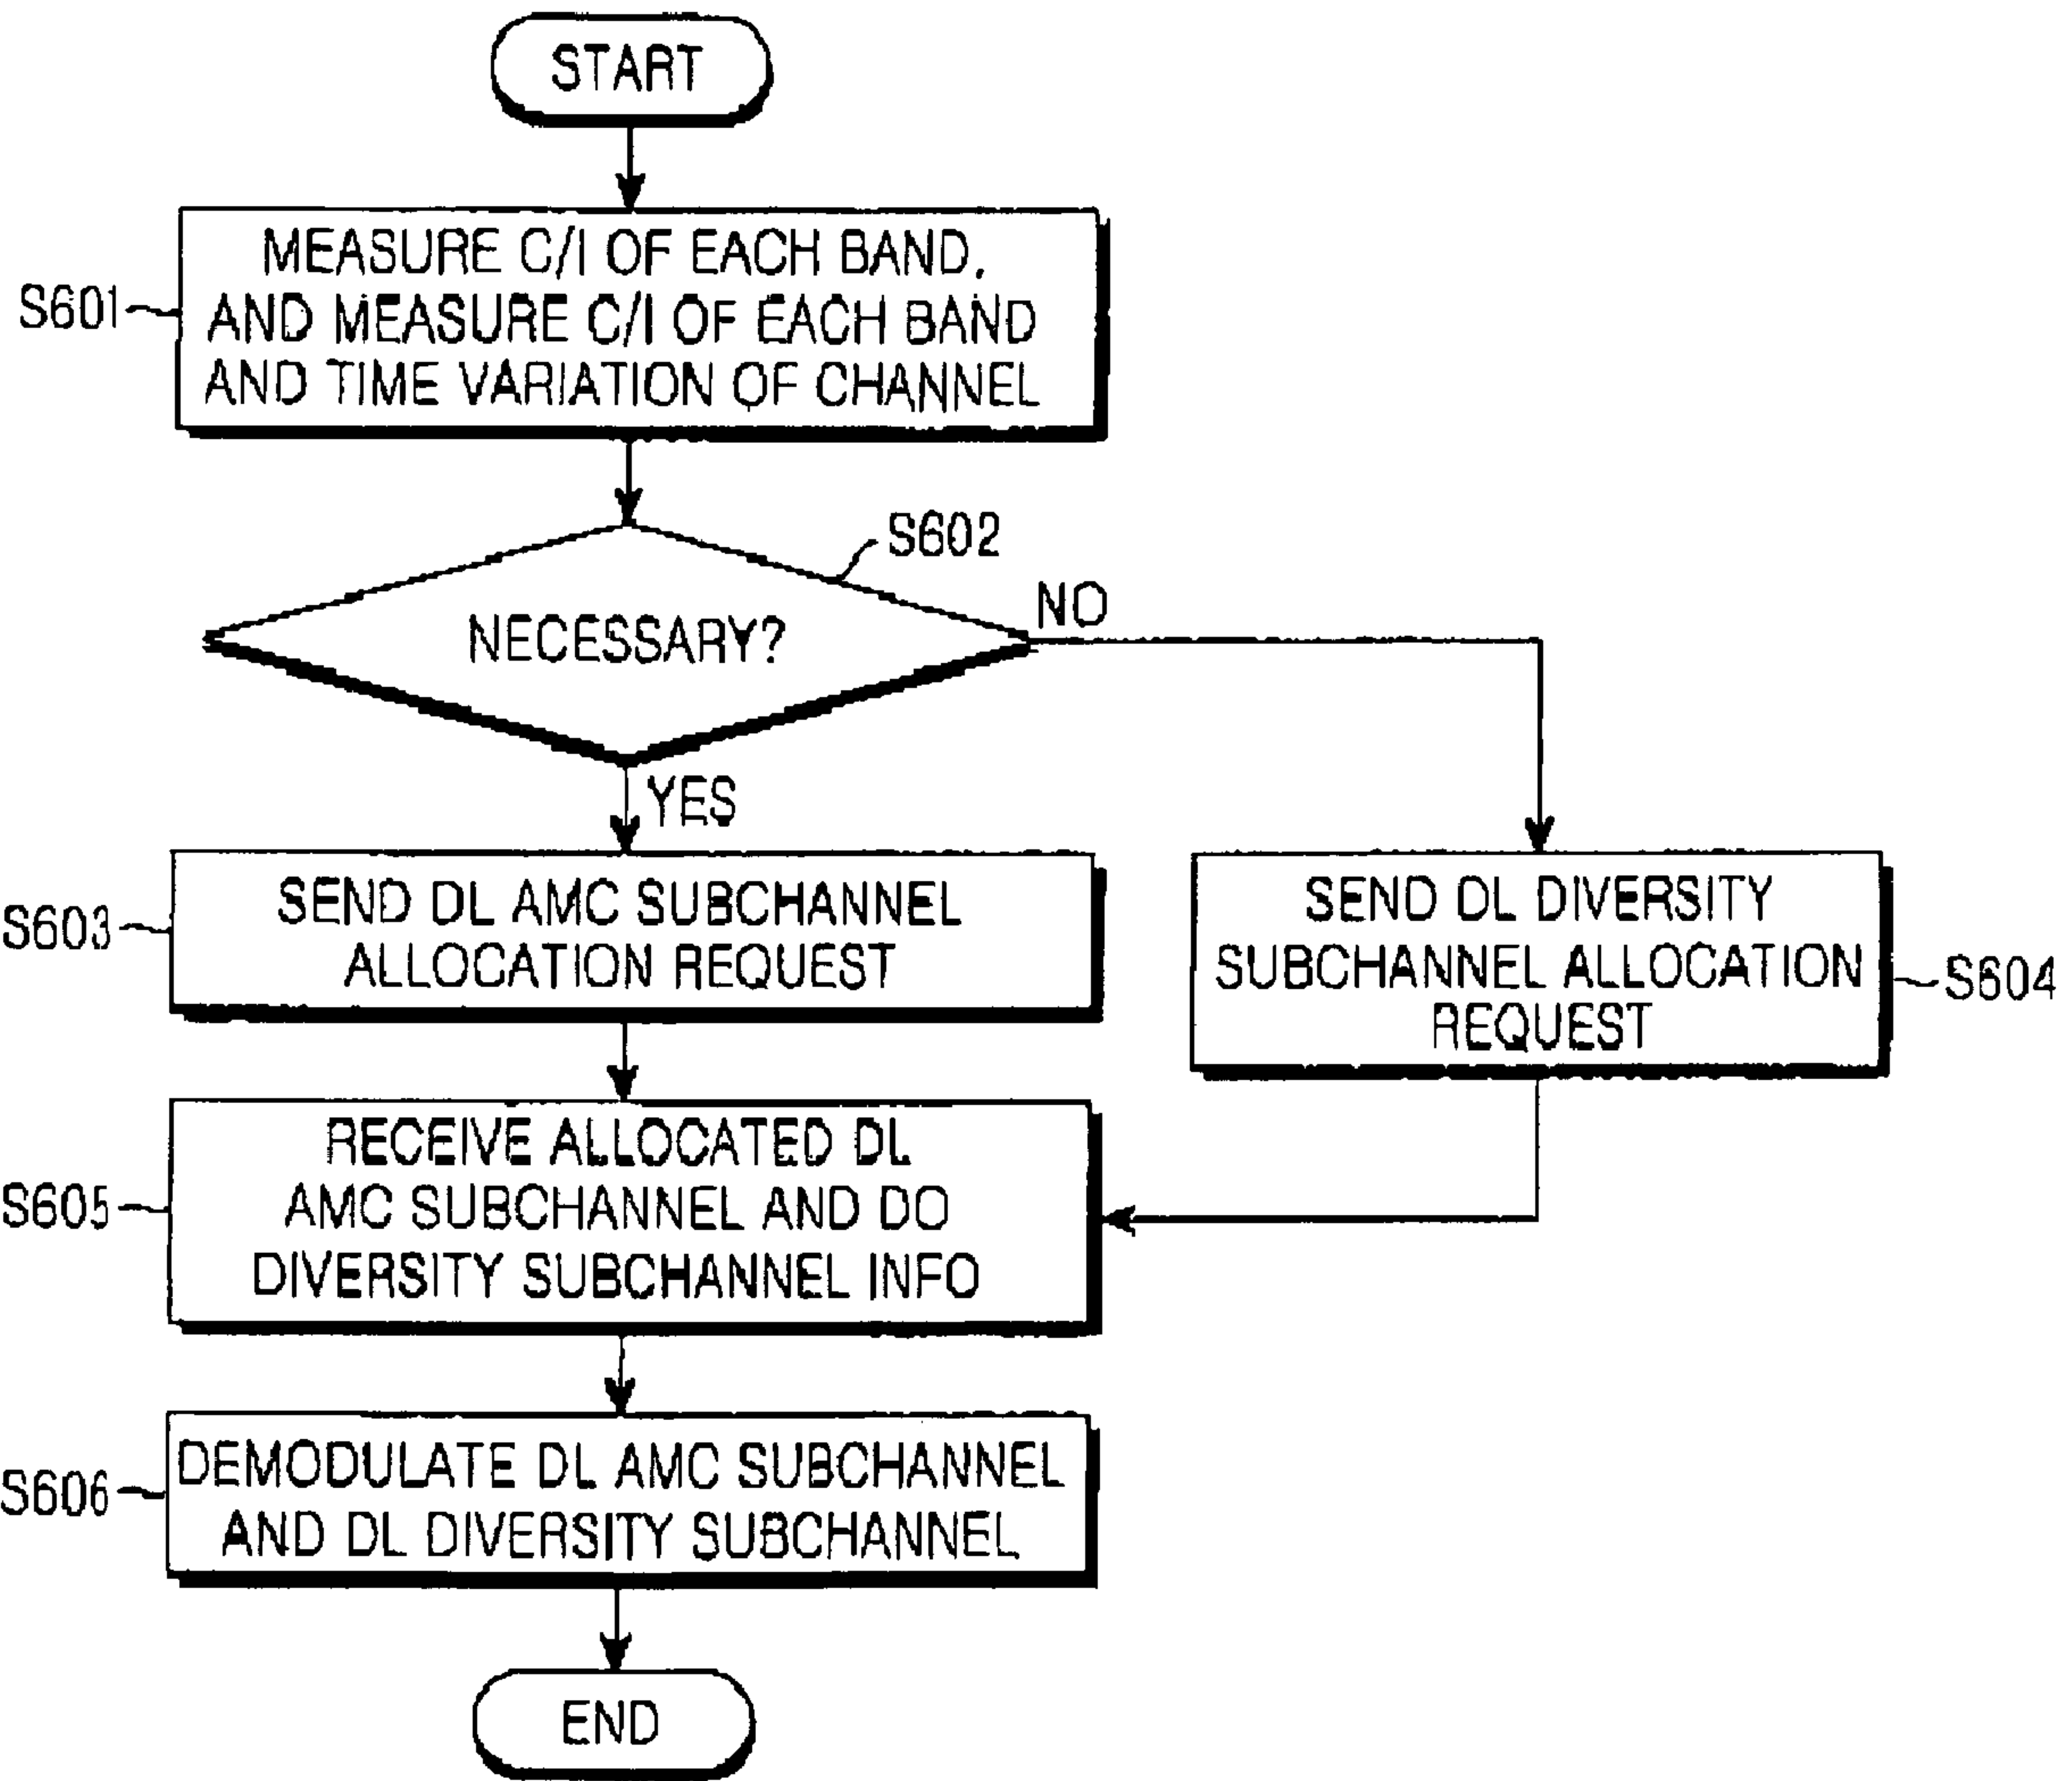 START
MEASURE C/I OF EACH BAND,
AND MEASURE C/I OF EACH BAND
AND TIME VARIATION OF CHANNEL
S601
S602
NECESSARY?
NO
YES
SEND DL AMC SUBCHANNEL
ALLOCATION REQUEST
S603
SEND DL DIVERSITY
SUBCHANNEL ALLOCATION
REQUEST
S604
RECEIVE ALLOCATED DL
AMC SUBCHANNEL AND DO
DIVERSITY SUBCHANNEL INFO
S605
DEMODULATE DL AMC SUBCHANNEL
AND DL DIVERSITY SUBCHANNEL
S606
END